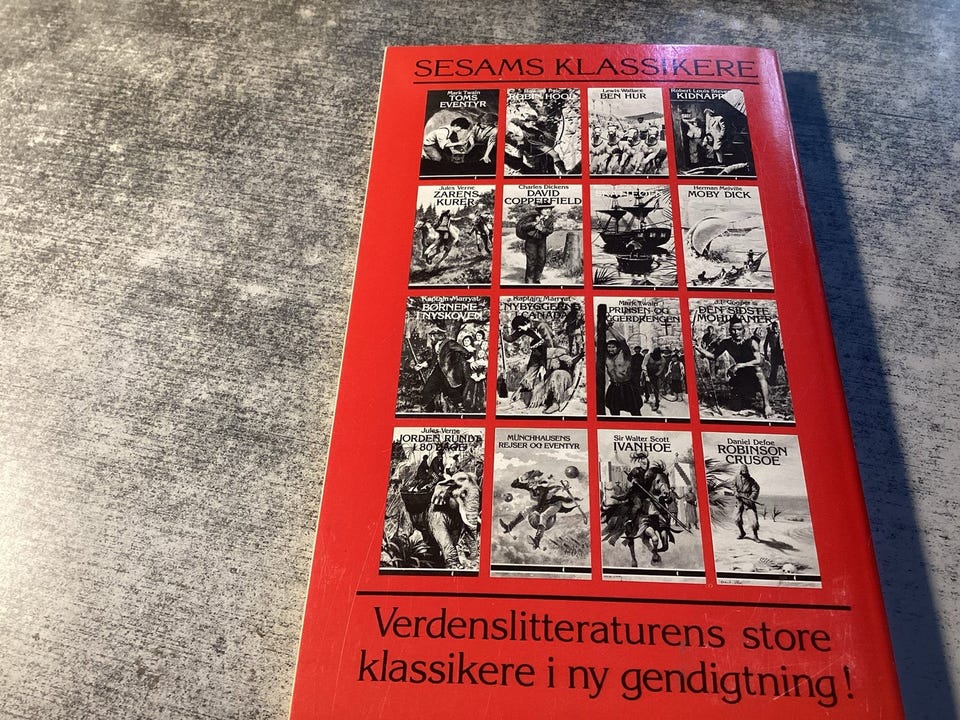 SESAMS KLASSIKERE
Mark Twain
TOMS
EVENTYR
ROBIN HOOD
Lewis Wallace
BEN HUR
Robert Louis
KIDNAPPET
Jules Verne
ZARENS
KURER
Charles Dickens
DAVID
COPPERFIELD
Herman Melville
MOBY DICK
Kaptajn Marryat
BØRNENE
I NYSKOVEN
Kaptajn Marryat
NYBYGGERNE
CANADA
Mark Twain
PRINSEN OG
TIGGERDRENGEN
Cooper
DEN SIDSTE
MOHIKANER
Jules Verne
JORDEN RUNDT
I 80 DAGE
MÜNCHHAUSENS
REJSER OG EVENTYR
Sir Walter Scott
IVANHOE
Daniel Defoe
ROBINSON
CRUSOE
Verdenslitteraturens store
klassikere i ny gendigtning!